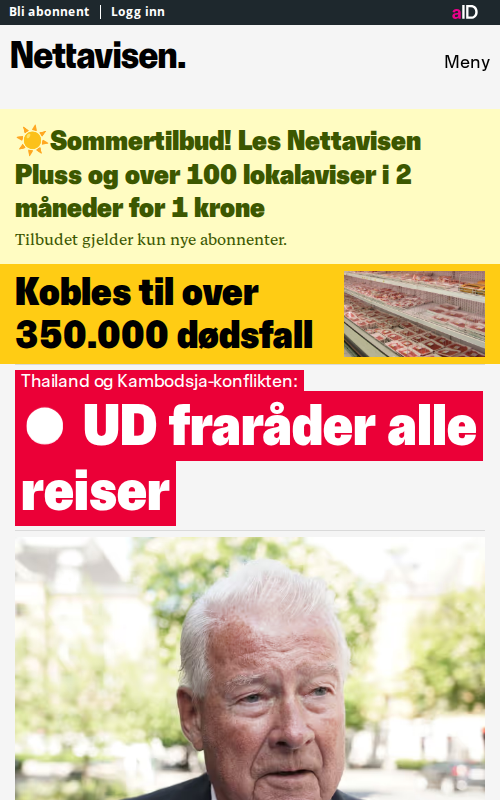 Bli abonnent | Logg inn
aID
Nettavisen.
Meny
☀️Sommertilbud! Les Nettavisen
Pluss og over 100 lokalaviser i 2
måneder for 1 krone
Tilbudet gjelder kun nye abonnenter.
Kobles til over
350.000 dødsfall
Thailand og Kambodsja-konflikten:
● UD fraråder alle
reiser